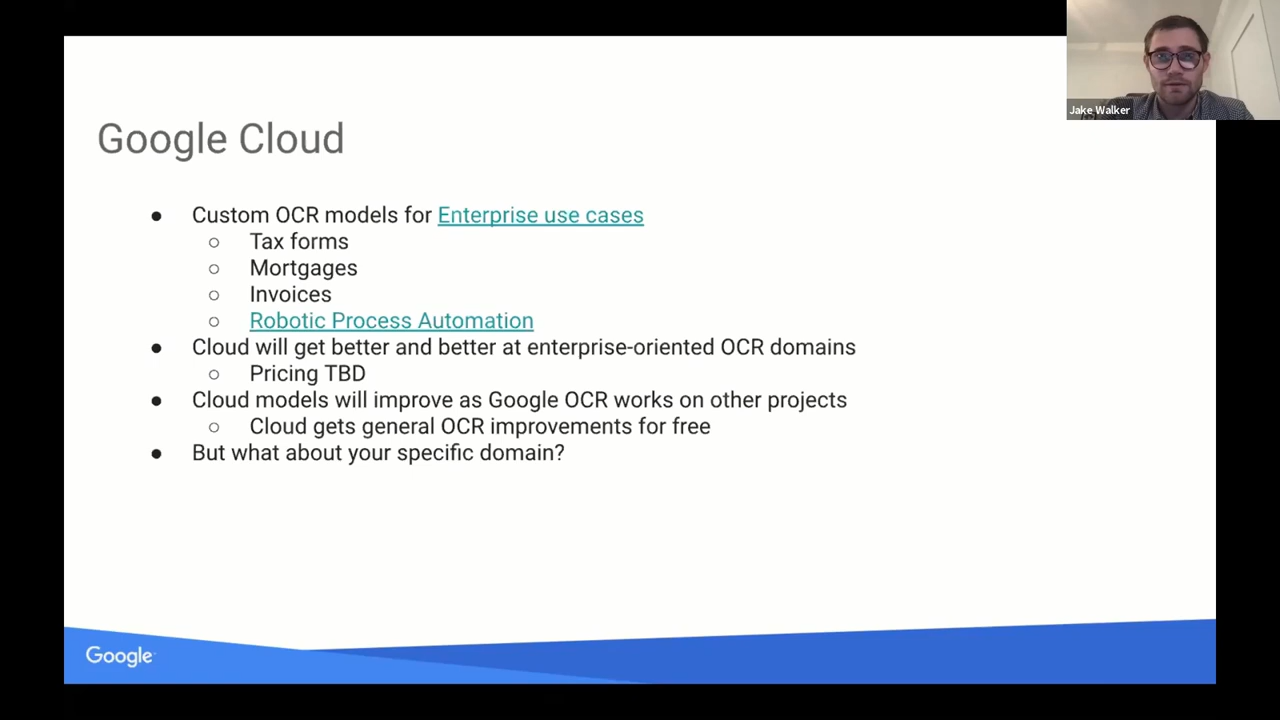 Jake Walker
Google Cloud
● Custom OCR models for Enterprise use cases
○ Tax forms
○ Mortgages
○ Invoices
○ Robotic Process Automation
● Cloud will get better and better at enterprise-oriented OCR domains
○ Pricing TBD
● Cloud models will improve as Google OCR works on other projects
○ Cloud gets general OCR improvements for free
● But what about your specific domain?
Google